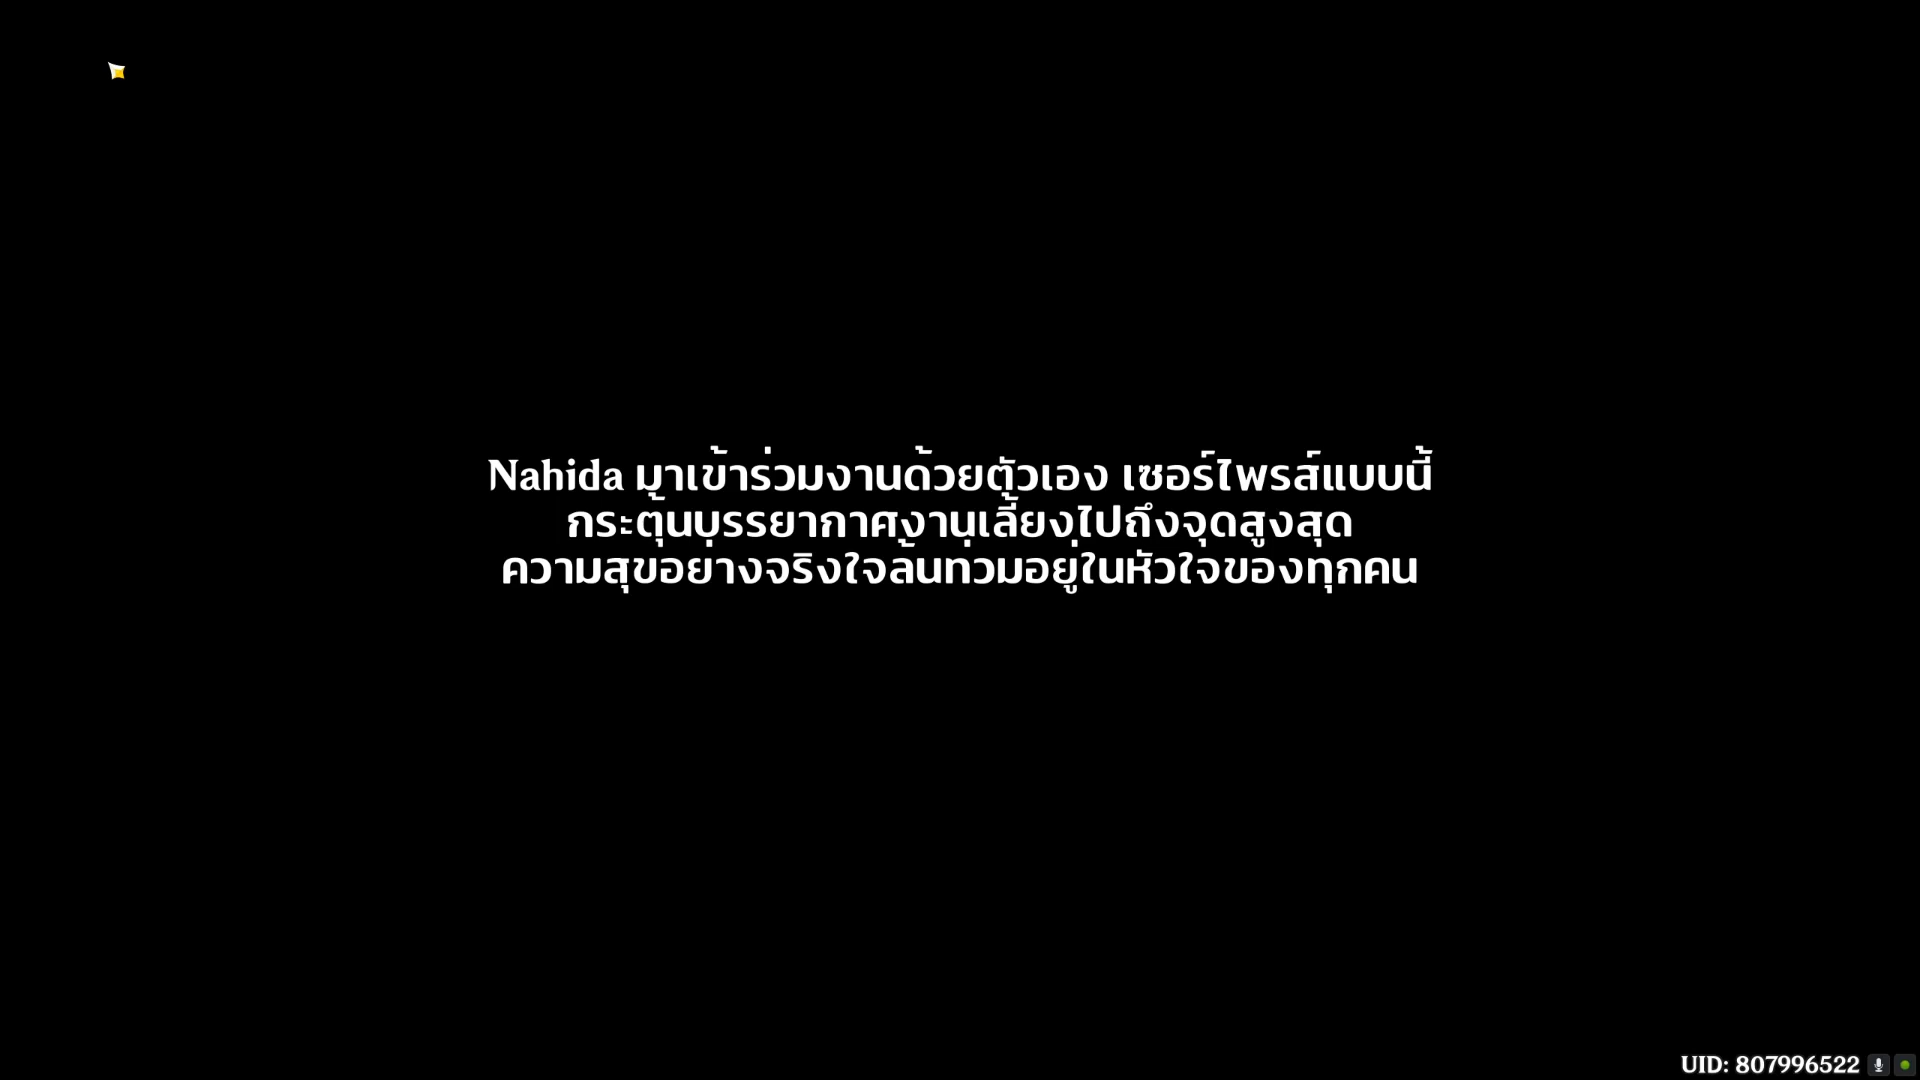 Nahida มาเข้าร่วมงานด้วยตัวเอง เซอร์ไพรส์แบบนี้
กระตุ้นบรรยากาศงานเลี้ยงไปถึงจุดสูงสุด
ความสุขอย่างจริงใจล้นท่วมอยู่ในหัวใจของทุกคน
UID: 807996522